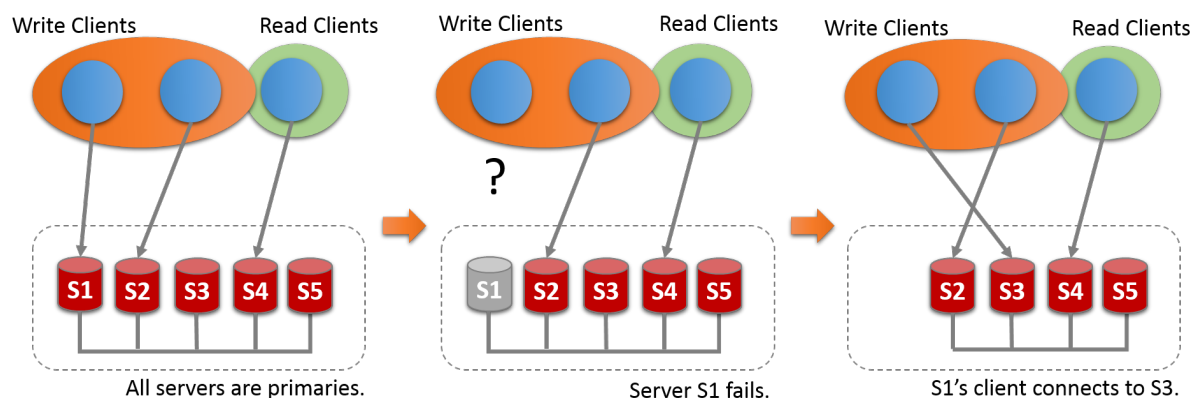 Write Clients
Read Clients
S1
S2
S3
S4
S5
All servers are primaries.
Write Clients
Read Clients
?
S1
S2
S3
S4
S5
Server S1 fails.
Write Clients
Read Clients
S2
S3
S4
S5
S1's client connects to S3.